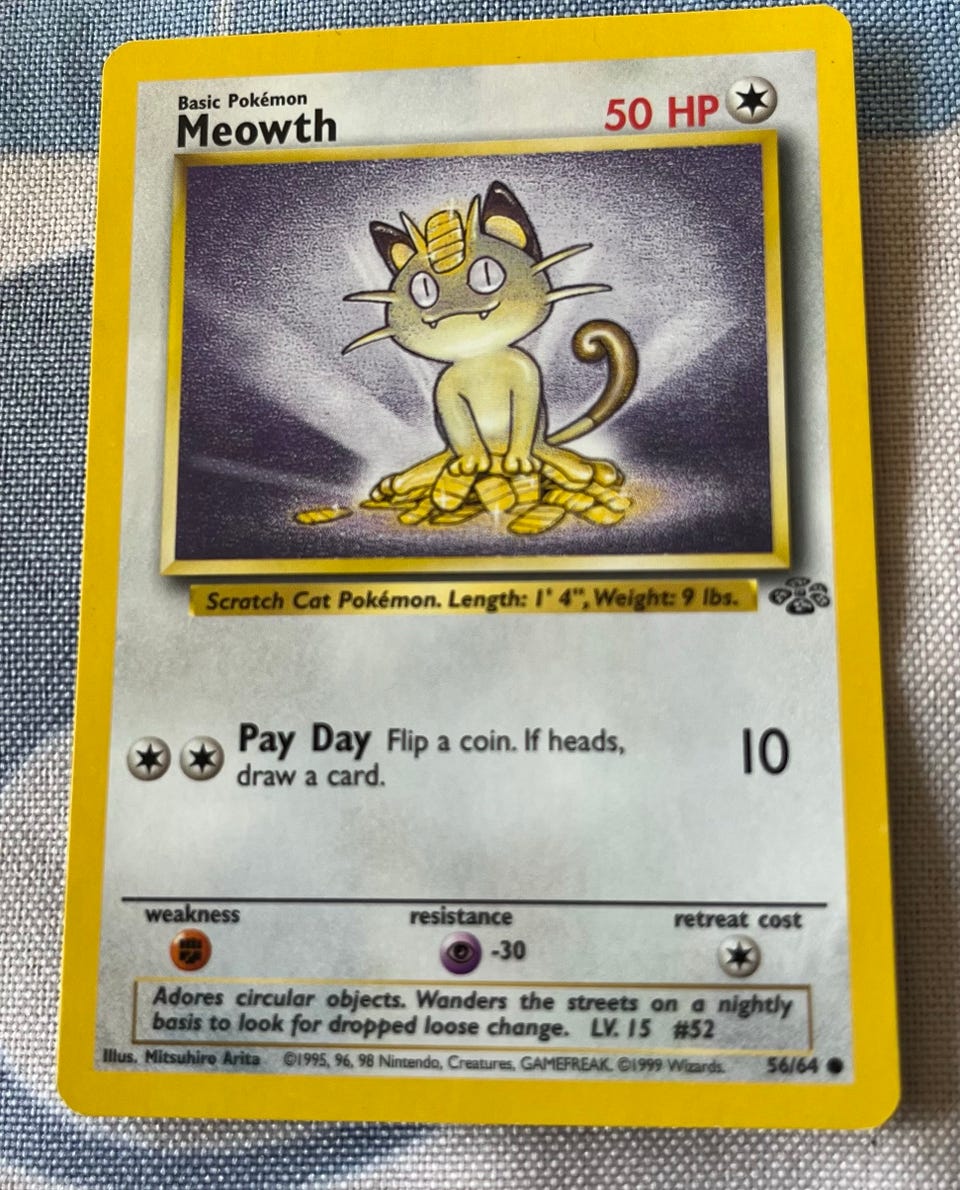 Basic Pokémon
Meowth
50 HP
Scratch Cat Pokémon. Length: 1' 4", Weight: 9 lbs.
Pay Day Flip a coin. If heads,
draw a card.
10
weakness resistance retreat cost
-30
Adores circular objects. Wanders the streets on a nightly
basis to look for dropped loose change. LV. 15 #52
Illus. Mitsuhiro Arita ©1995, 96, 98 Nintendo, Creatures, GAMEFREAK. ©1999 Wizards. 56/64